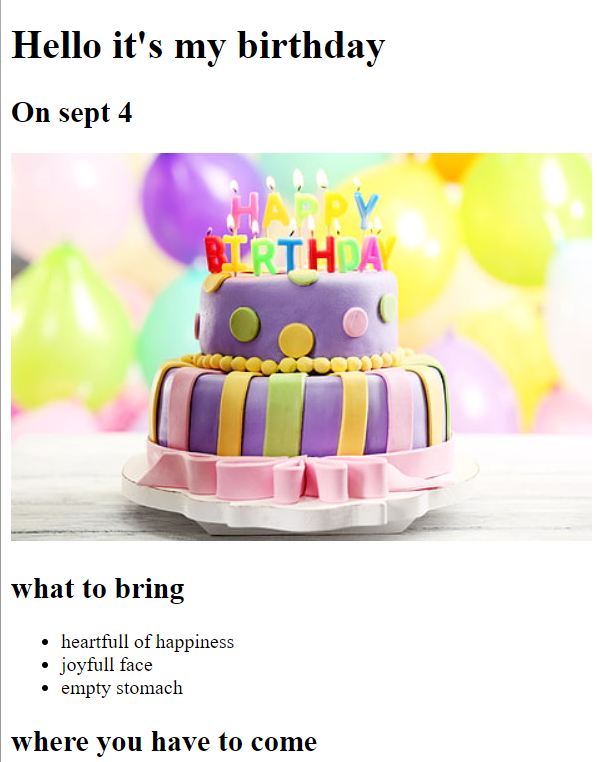 Hello it's my birthday
On sept 4
HAPPY
BIRTHDAY
what to bring
heartfull of happiness
joyfull face
empty stomach
where you have to come